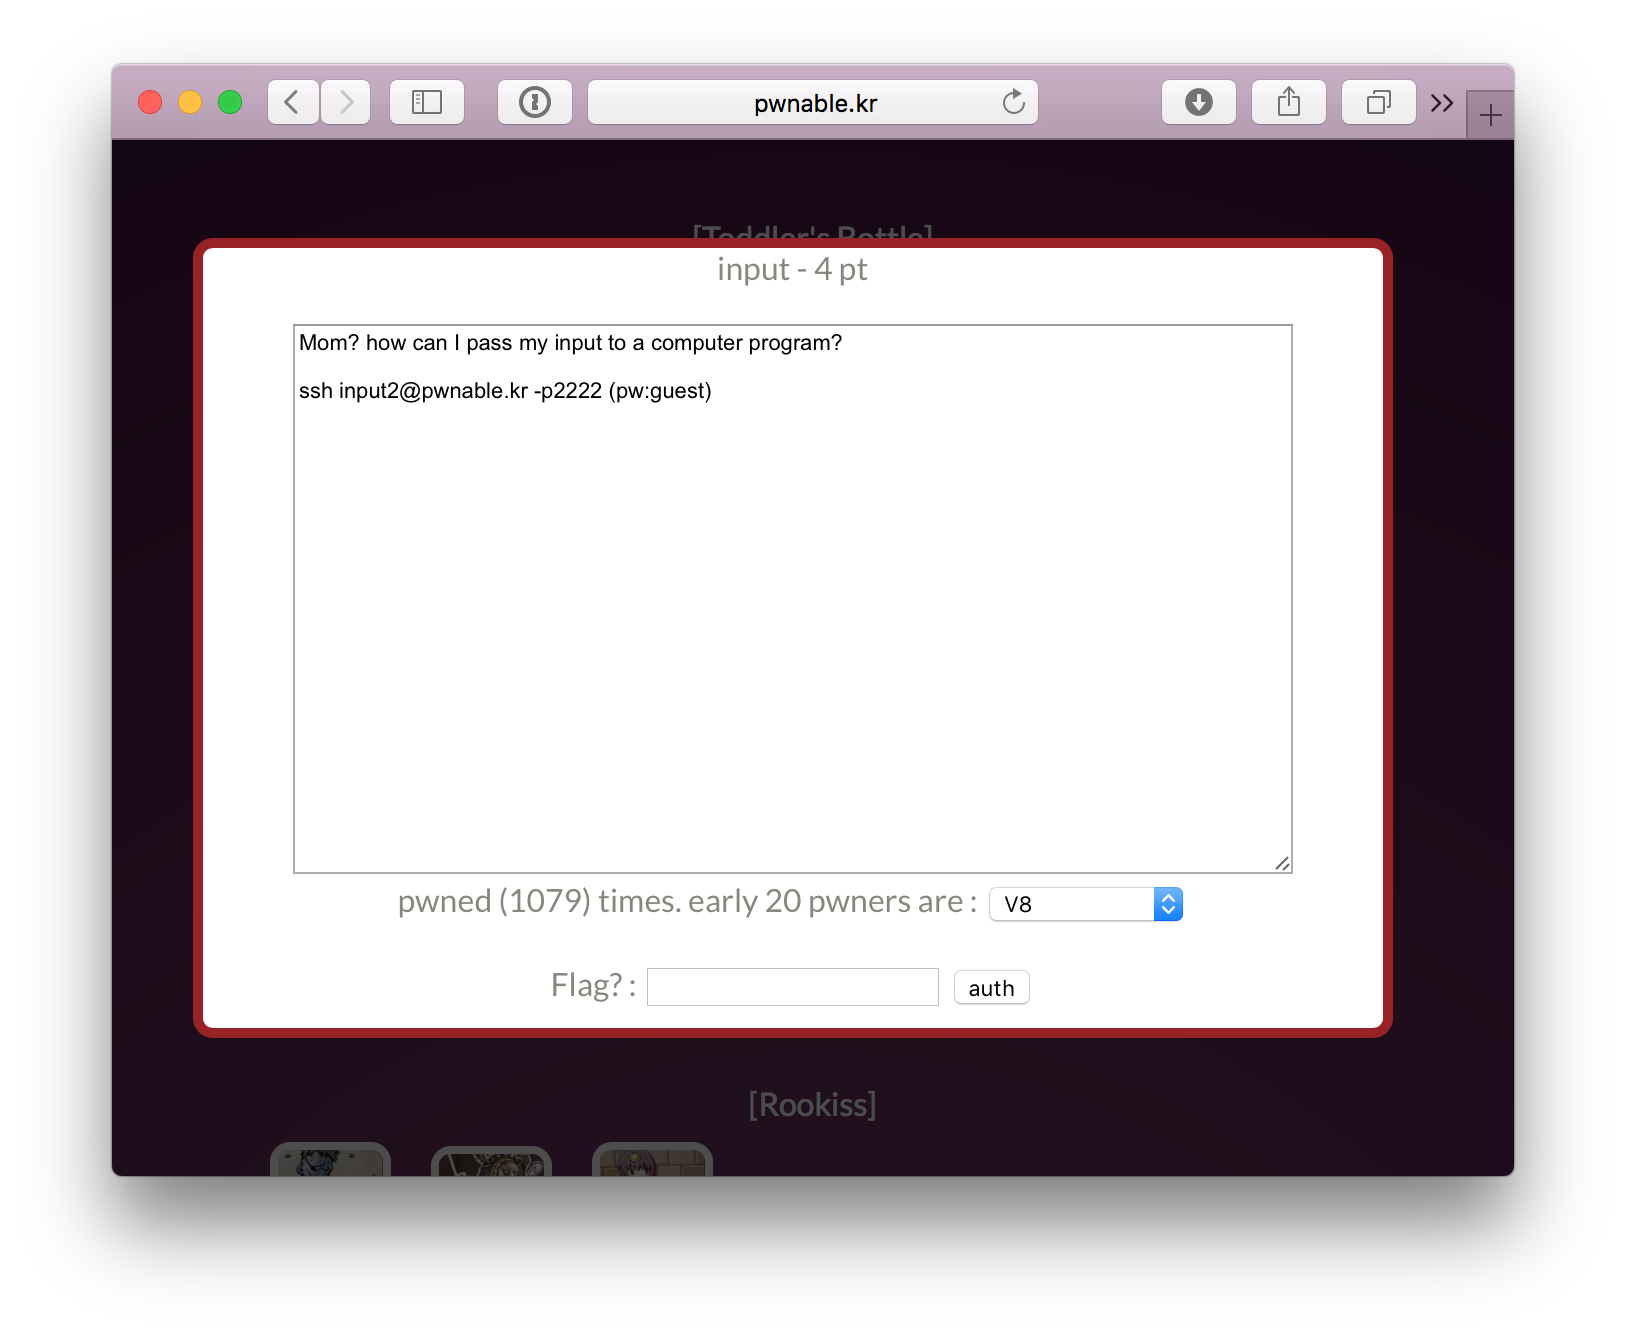 pwnable.kr
[Toddler's Bottle]
input - 4 pt
Mom? how can I pass my input to a computer program?
ssh input2@pwnable.kr -p2222 (pw:guest)
pwned (1079) times. early 20 pwners are : V8
Flag? : auth
[Rookiss]